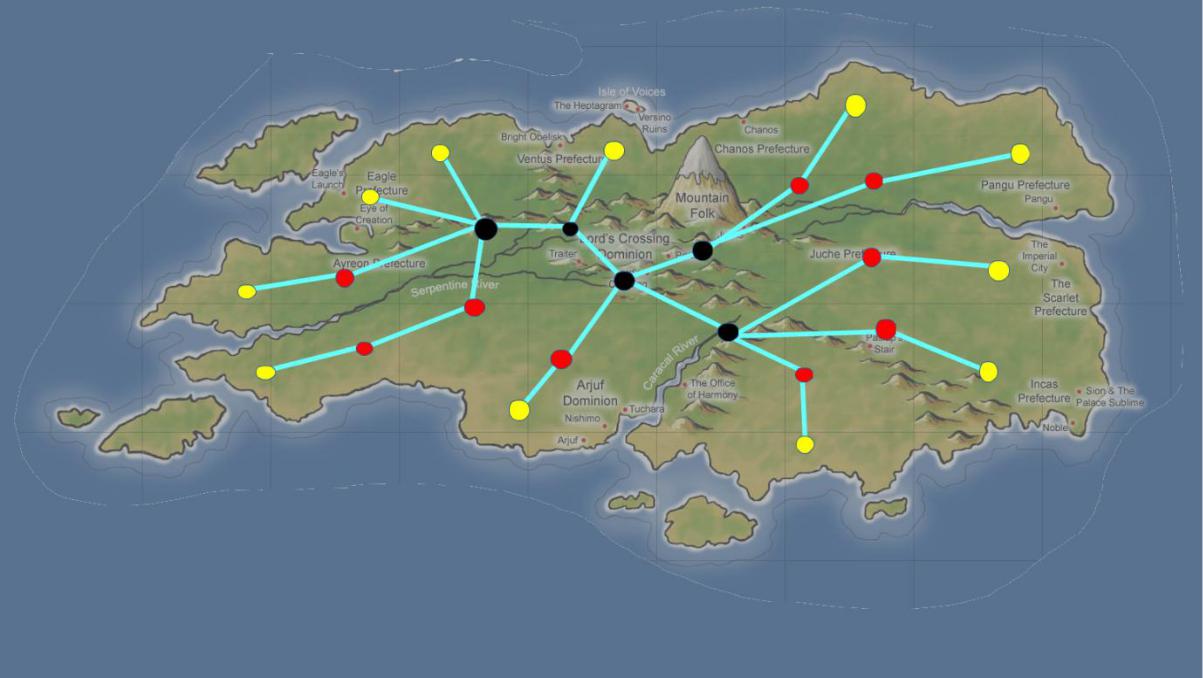 Isle of Voices
The Heptagram
Versino
Ruins
Chanos
Bright Obelisk
Chanos Prefecture
Ventus Prefectur
Eagle's
Launch
Eagle
Prefecture
Eye of
Creation
Mountain
Folk
Pangu Prefecture
Pangu
Lord's Crossing
Dominion
Traiter
Ayreon Prefecture
Serpentine River
Juche Prefecture
The
Imperial
City
The
Scarlet
Prefecture
Caracal River
Stair
The Office
of Harmony
Arjuf
Dominion
Tuchara
Nishimo
Arjuf
Incas
Prefecture
Sion & The
Palace Sublime
Noble